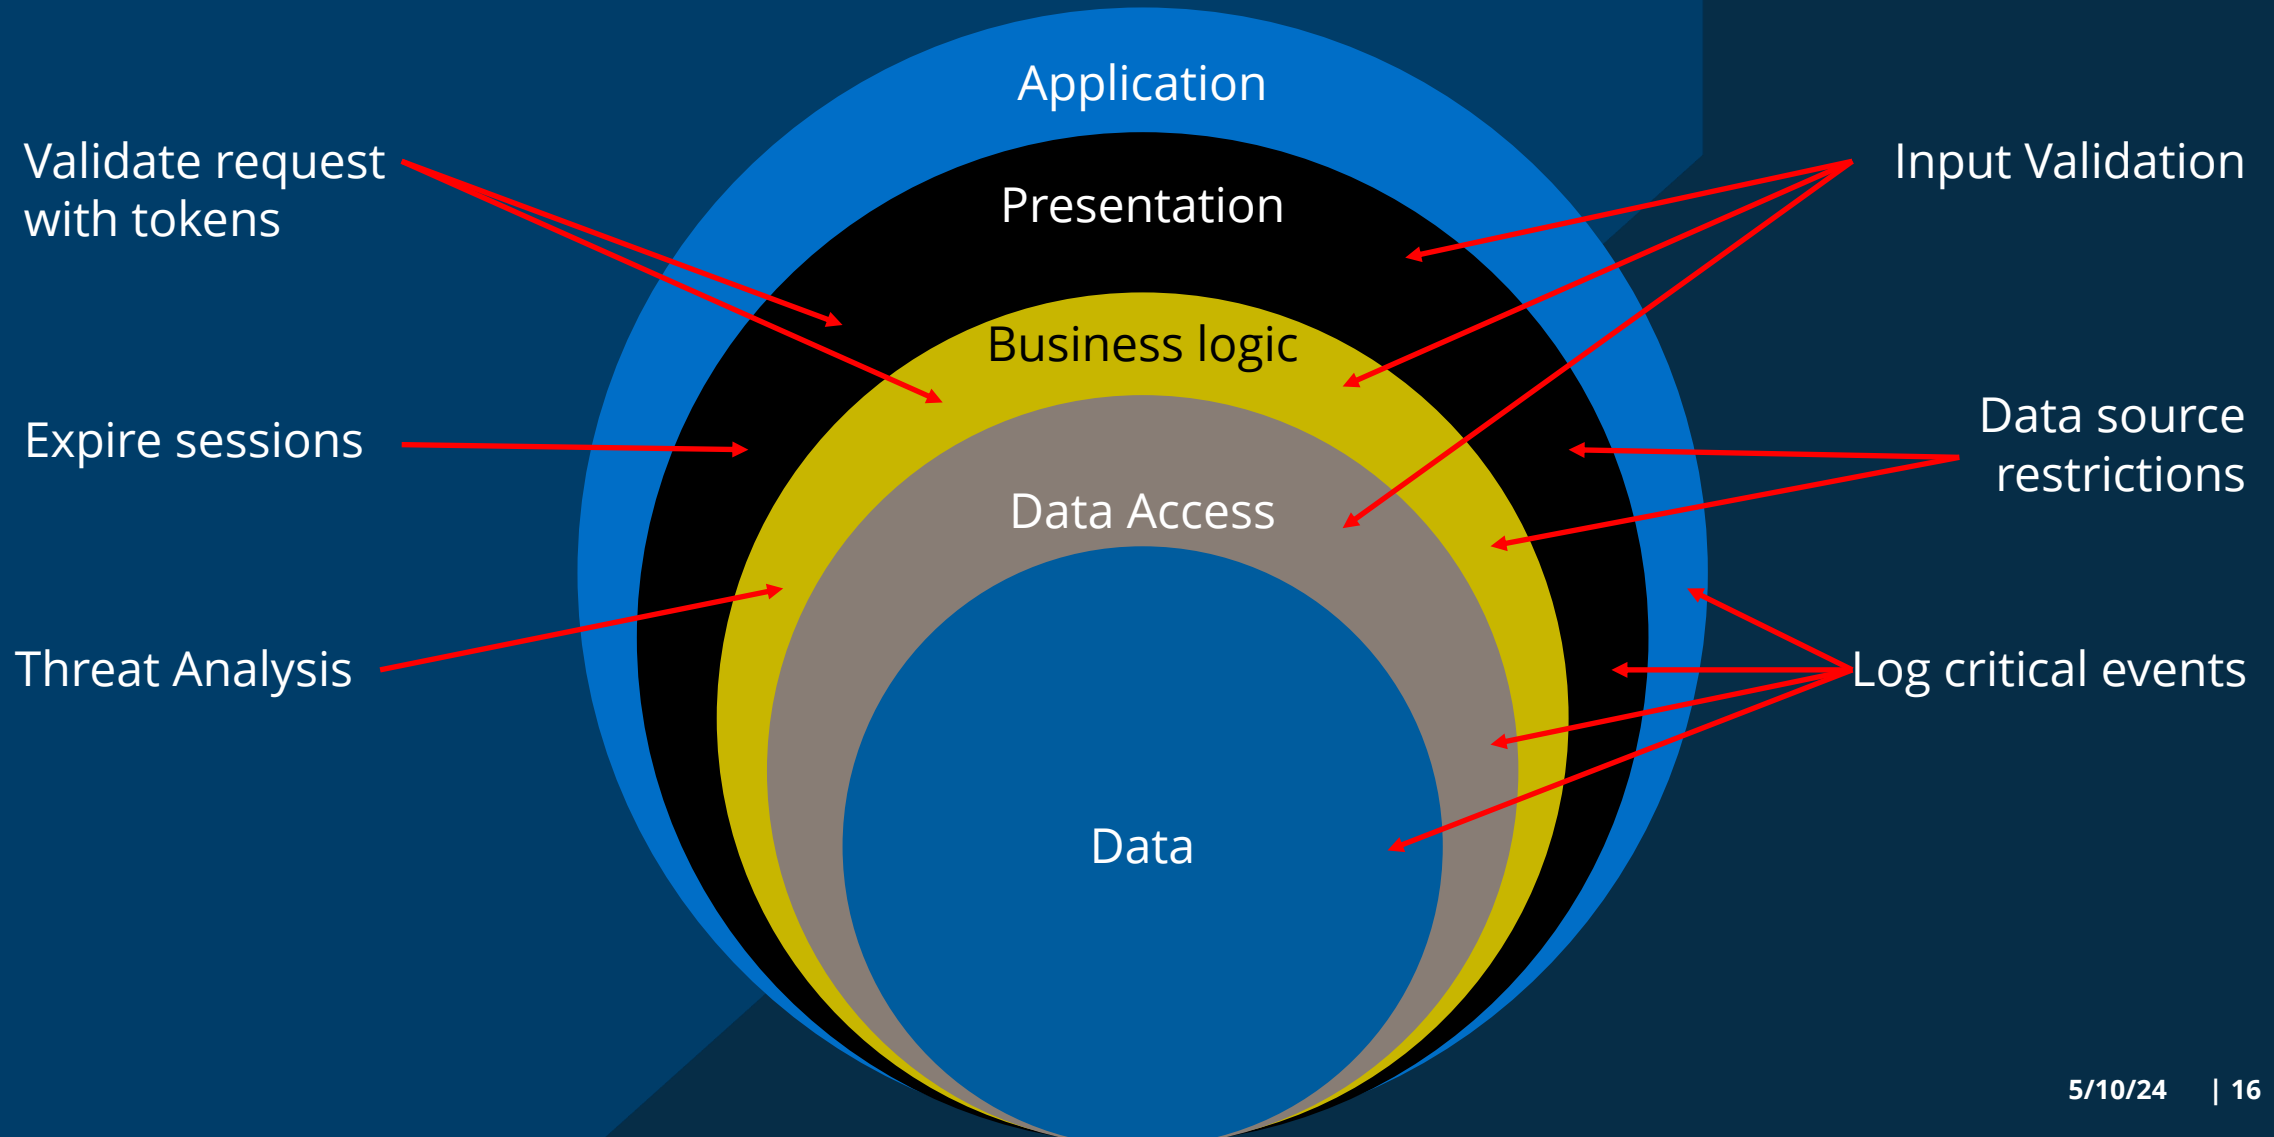 Application
Validate request
with tokens
Input Validation
Presentation
Business logic
Expire sessions
Data source
restrictions
Data Access
Threat Analysis
Log critical events
Data
5/10/24 | 16